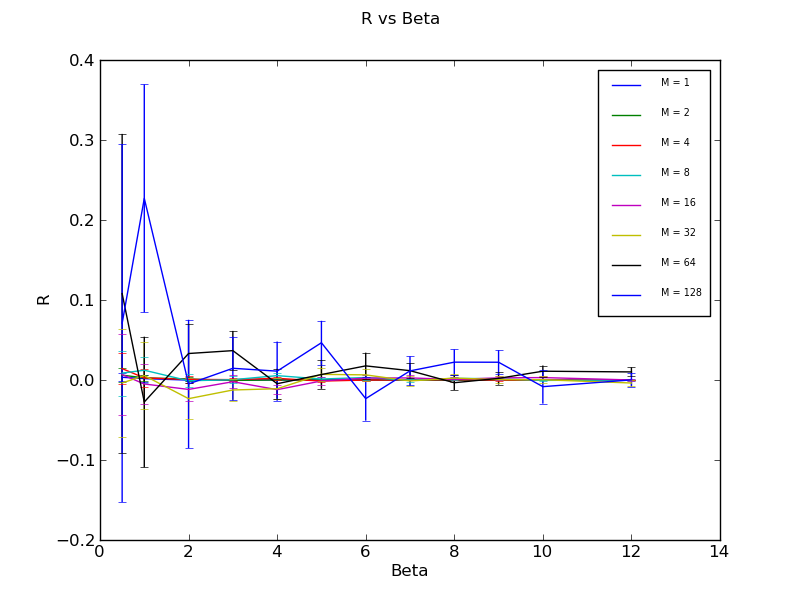 R vs Beta
0.4
0.3
0.2
0.1
0.0
−0.1
−0.2
R
0 2 4 6 8 10 12 14
Beta
M = 1
M = 2
M = 4
M = 8
M = 16
M = 32
M = 64
M = 128